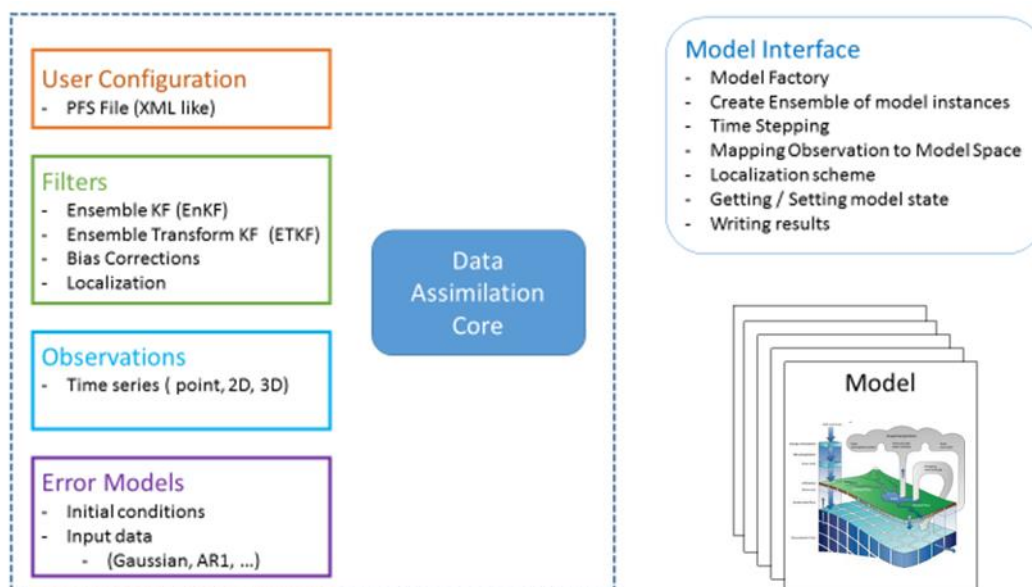 User Configuration
- PFS File (XML like)
Filters
- Ensemble KF (EnKF)
- Ensemble Transform KF (ETKF)
- Bias Corrections
- Localization
Observations
- Time series ( point, 2D, 3D)
Error Models
- Initial conditions
- Input data
- (Gaussian, AR1, ...)
Data
Assimilation
Core
Model Interface
- Model Factory
- Create Ensemble of model instances
- Time Stepping
- Mapping Observation to Model Space
- Localization scheme
- Getting / Setting model state
- Writing results
Model